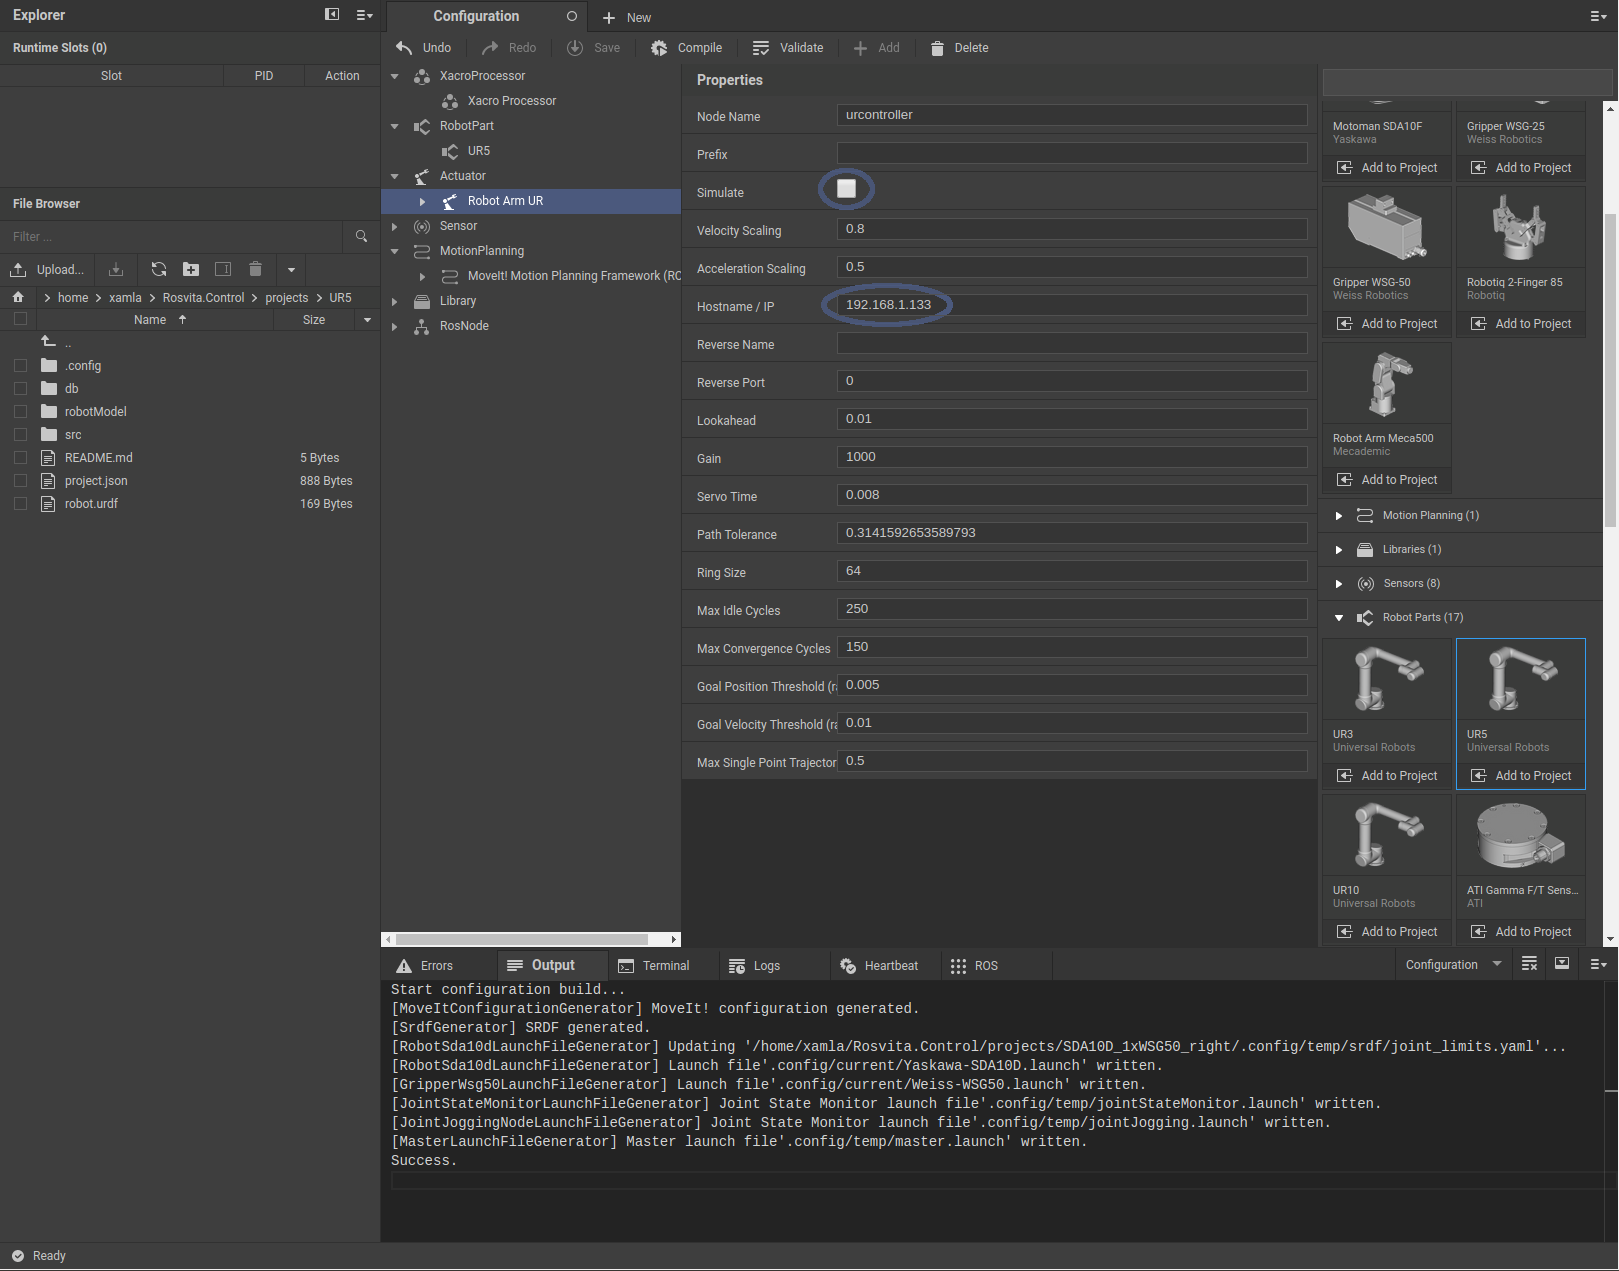 Explorer
Runtime Slots (0)
Slot PID Action
File Browser
Filter ...
Upload...
home xamla Rosvita.Control projects UR5
Name Size
..
.config
db
robotModel
src
README.md 5 Bytes
project.json 888 Bytes
robot.urdf 169 Bytes
Configuration New
Undo Redo Save Compile Validate Add Delete
XacroProcessor
Xacro Processor
RobotPart
UR5
Actuator
Robot Arm UR
Sensor
MotionPlanning
MoveIt! Motion Planning Framework (RO
Library
RosNode
Properties
Node Name urcontroller
Prefix
Simulate
Velocity Scaling 0.8
Acceleration Scaling 0.5
Hostname / IP 192.168.1.133
Reverse Name
Reverse Port 0
Lookahead 0.01
Gain 1000
Servo Time 0.008
Path Tolerance 0.3141592653589793
Ring Size 64
Max Idle Cycles 250
Max Convergence Cycles 150
Goal Position Threshold (ra 0.005
Goal Velocity Threshold (ra 0.01
Max Single Point Trajector 0.5
Motoman SDA10F
Yaskawa
Add to Project
Gripper WSG-25
Weiss Robotics
Add to Project
Gripper WSG-50
Weiss Robotics
Add to Project
Robotiq 2-Finger 85
Robotiq
Add to Project
Robot Arm Meca500
Mecademic
Add to Project
Motion Planning (1)
Libraries (1)
Sensors (8)
Robot Parts (17)
UR3
Universal Robots
Add to Project
UR5
Universal Robots
Add to Project
UR10
Universal Robots
Add to Project
ATI Gamma F/T Sens...
ATI
Add to Project
Errors Output Terminal Logs Heartbeat ROS Configuration
Start configuration build...
[MoveItConfigurationGenerator] MoveIt! configuration generated.
[SrdfGenerator] SRDF generated.
[RobotSda10dLaunchFileGenerator] Updating '/home/xamla/Rosvita.Control/projects/SDA10D_1xWSG50_right/.config/temp/srdf/joint_limits.yaml'...
[RobotSda10dLaunchFileGenerator] Launch file'.config/current/Yaskawa-SDA10D.launch' written.
[GripperWsg50LaunchFileGenerator] Launch file'.config/current/Weiss-WSG50.launch' written.
[JointStateMonitorLaunchFileGenerator] Joint State Monitor launch file'.config/temp/jointStateMonitor.launch' written.
[JointJoggingNodeLaunchFileGenerator] Joint State Monitor launch file'.config/temp/jointJogging.launch' written.
[MasterLaunchFileGenerator] Master launch file'.config/temp/master.launch' written.
Success.
Ready